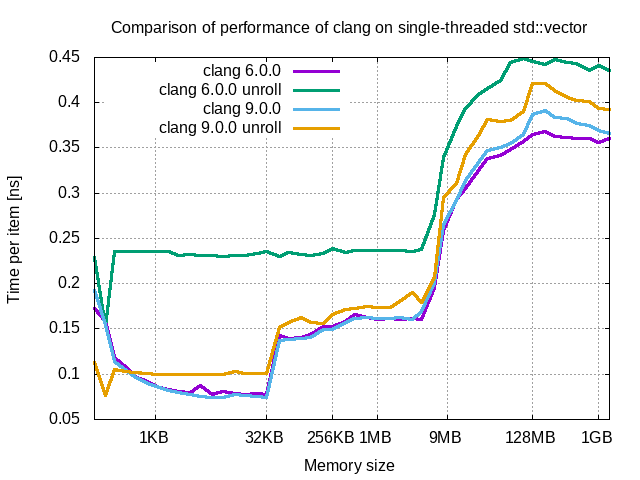 Comparison of performance of clang on single-threaded std::vector
0.45
clang 6.0.0
clang 6.0.0 unroll
0.4
clang 9.0.0
clang 9.0.0 unroll
0.35
0.3
0.25
Time per item [ns]
0.2
0.15
0.1
0.05
1KB 32KB 256KB 1MB 9MB 128MB 1GB
Memory size